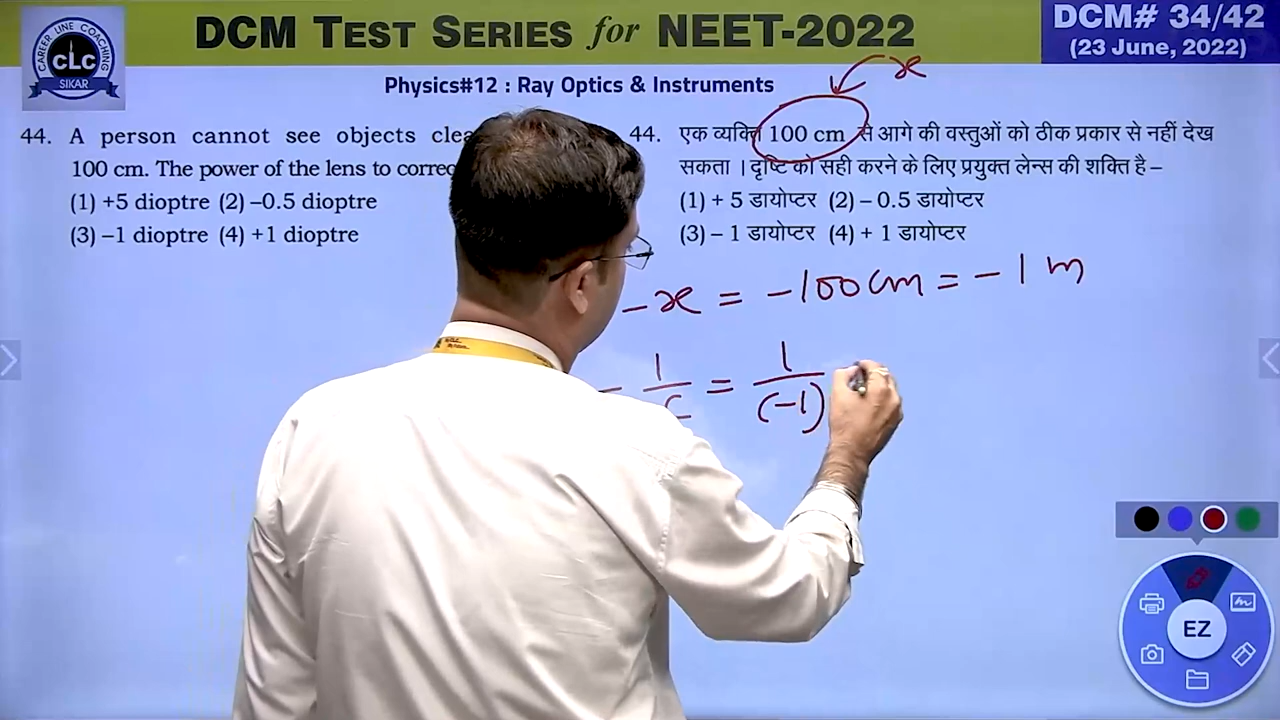 DCM TEST SERIES for NEET-2022
DCM# 34/42
(23 June, 2022)
CAREER LINE COACHING
CLC
SIKAR
Physics#12 : Ray Optics & Instruments
x
44. A person cannot see objects
100 cm. The power of the lens to
(1) +5 dioptre (2) –0.5 dioptre
(3) –1 dioptre (4) +1 dioptre
44. एक व्यक्ति 100 cm से आगे की वस्तुओं को ठीक प्रकार से नहीं देख
सकता । दृष्टि को सही करने के लिए प्रयुक्त लेन्स की शक्ति है –
(1) + 5 डायोप्टर (2) – 0.5 डायोप्टर
(3) – 1 डायोप्टर (4) + 1 डायोप्टर
– x = – 100 cm = – 1 m
= 1/(–1)
EZ